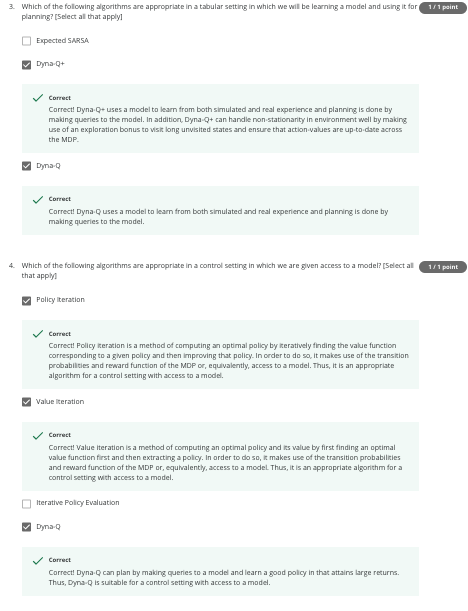 3. Which of the following algorithms are appropriate in a tabular setting in which we will be learning a model and using it for
planning? [Select all that apply]
1 / 1 point
Expected SARSA
Dyna-Q+
Correct
Correct! Dyna-Q+ uses a model to learn from both simulated and real experience and planning is done by
making queries to the model. In addition, Dyna-Q+ can handle non-stationarity in environment well by making
use of an exploration bonus to visit long unvisited states and ensure that action-values are up-to-date across
the MDP.
Dyna-Q
Correct
Correct! Dyna-Q uses a model to learn from both simulated and real experience and planning is done by
making queries to the model.
4. Which of the following algorithms are appropriate in a control setting in which we are given access to a model? [Select all
that apply]
1 / 1 point
Policy Iteration
Correct
Correct! Policy iteration is a method of computing an optimal policy by iteratively finding the value function
corresponding to a given policy and then improving that policy. In order to do so, it makes use of the transition
probabilities and reward function of the MDP or, equivalently, access to a model. Thus, it is an appropriate
algorithm for a control setting with access to a model.
Value Iteration
Correct
Correct! Value iteration is a method of computing an optimal policy and its value by first finding an optimal
value function first and then extracting a policy. In order to do so, it makes use of the transition probabilities
and reward function of the MDP or, equivalently, access to a model. Thus, it is an appropriate algorithm for a
control setting with access to a model.
Iterative Policy Evaluation
Dyna-Q
Correct
Correct! Dyna-Q can plan by making queries to a model and learn a good policy in that attains large returns.
Thus, Dyna-Q is suitable for a control setting with access to a model.